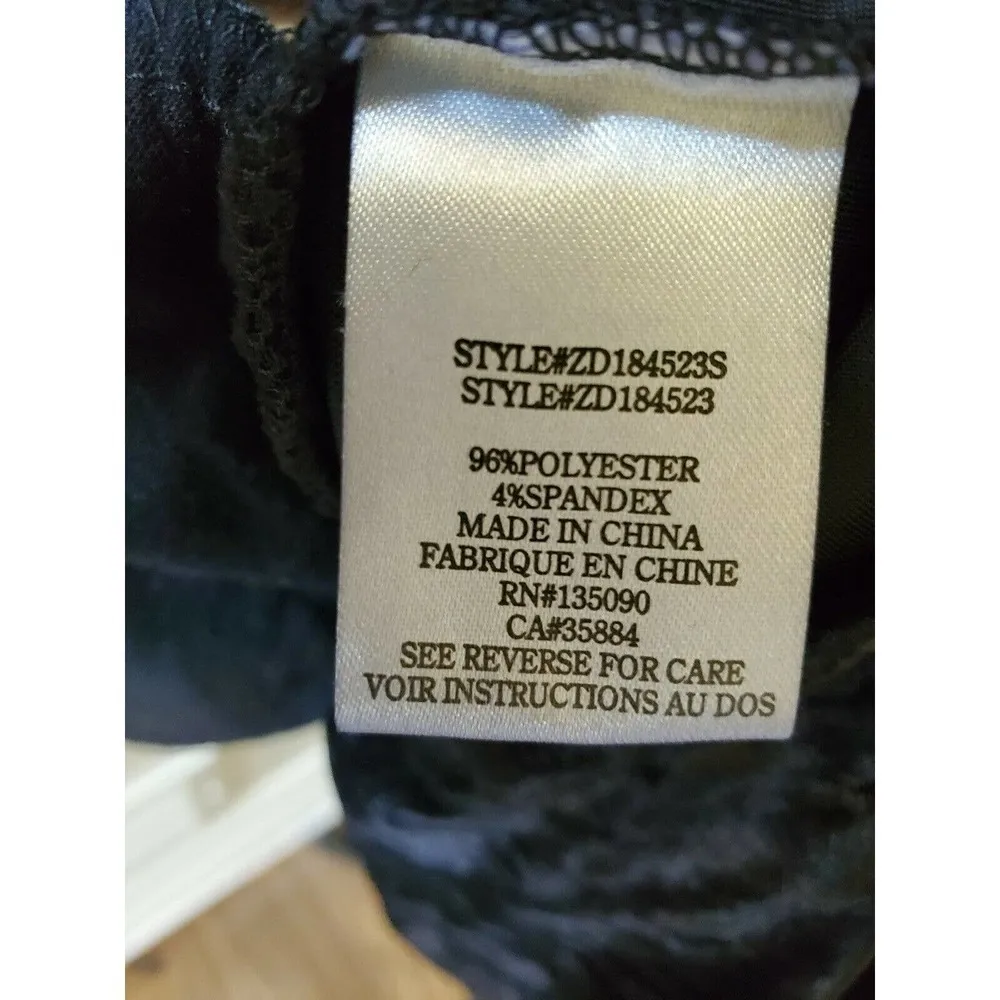 STYLE#ZD184523S
STYLE#ZD184523
96%POLYESTER
4%SPANDEX
MADE IN CHINA
FABRIQUE EN CHINE
RN#135090
CA#35884
SEE REVERSE FOR CARE
VOIR INSTRUCTIONS AU DOS